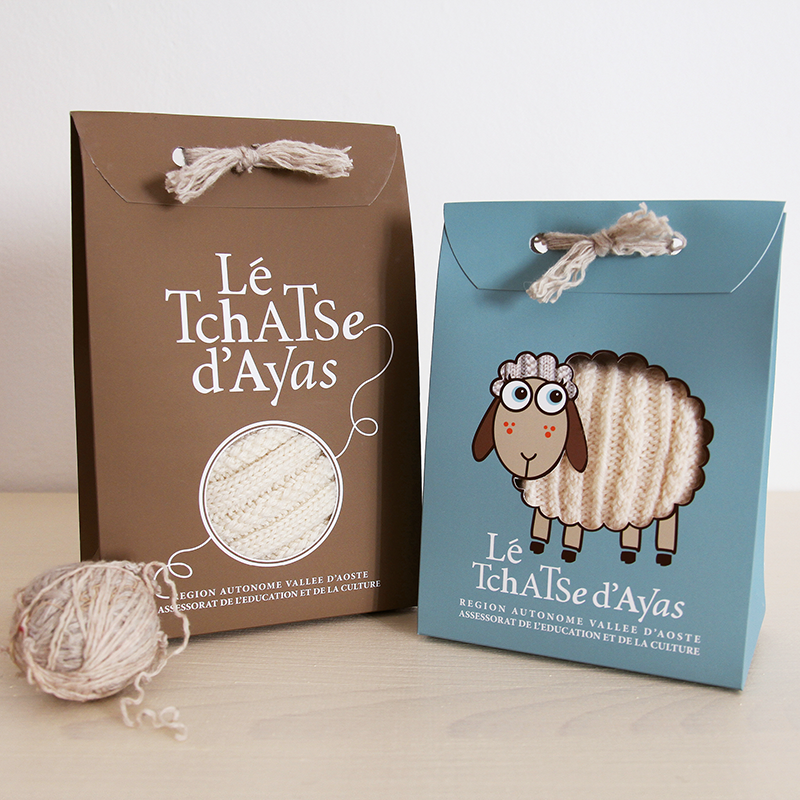 Lé
TchATSe
d'Ayas
REGION AUTONOME VALLEE D'AOSTE
ASSESSORAT DE L'EDUCATION ET DE LA CULTURE
Lé
TchATSe d'Ayas
REGION AUTONOME VALLEE D'AOSTE
ASSESSORAT DE L'EDUCATION ET DE LA CULTURE